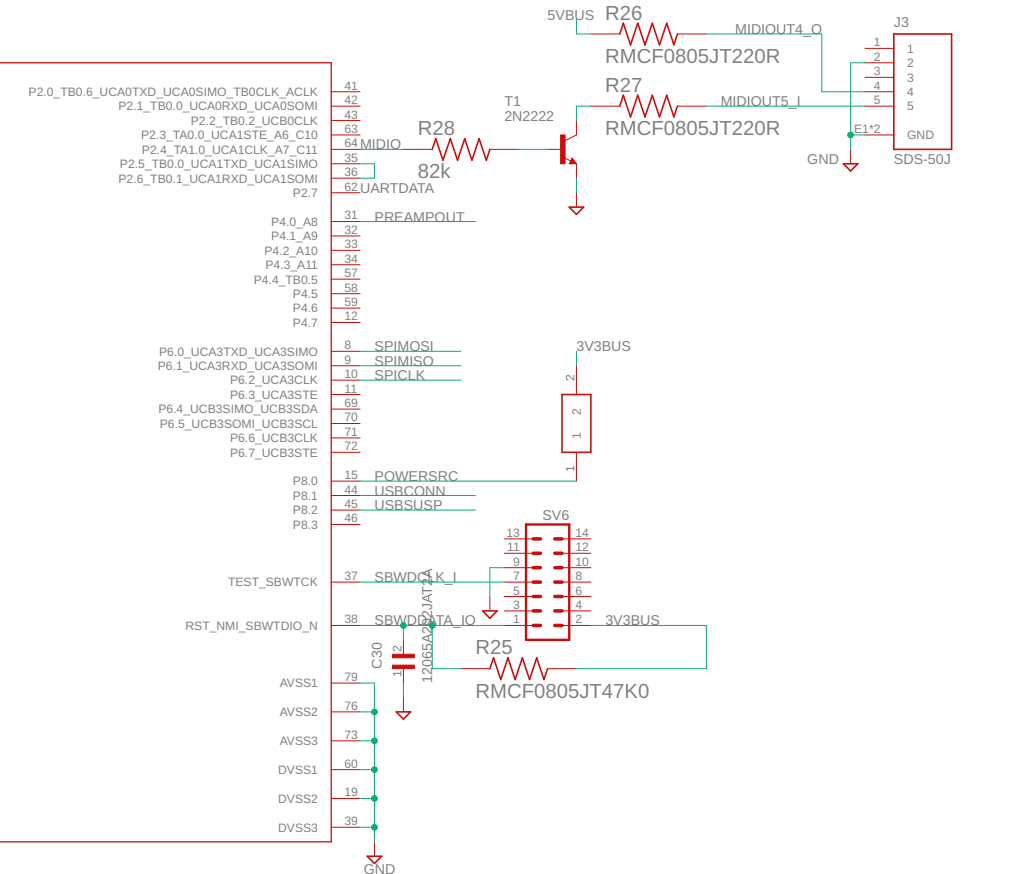 5VBUS R26 MIDIOUT4_O J3
RMCF0805JT220R
R27 MIDIOUT5_I
RMCF0805JT220R
T1
2N2222
1 1
2 2
3 3
4 4
5 5
E1*2 GND
GND SDS-50J
P2.0_TB0.6_UCA0TXD_UCA0SIMO_TB0CLK_ACLK 41
P2.1_TB0.0_UCA0RXD_UCA0SOMI 42
P2.2_TB0.2_UCB0CLK 43
P2.3_TA0.0_UCA1STE_A6_C10 63
P2.4_TA1.0_UCA1CLK_A7_C11 64 MIDIO R28
82k
P2.5_TB0.0_UCA1TXD_UCA1SIMO 35
P2.6_TB0.1_UCA1RXD_UCA1SOMI 36
P2.7 62 UARTDATA
P4.0_A8 31 PREAMPOUT
P4.1_A9 32
P4.2_A10 33
P4.3_A11 34
P4.4_TB0.5 57
P4.5 58
P4.6 59
P4.7 12
P6.0_UCA3TXD_UCA3SIMO 8 SPIMOSI
P6.1_UCA3RXD_UCA3SOMI 9 SPIMISO
P6.2_UCA3CLK 10 SPICLK
P6.3_UCA3STE 11
P6.4_UCB3SIMO_UCB3SDA 69
P6.5_UCB3SOMI_UCB3SCL 70
P6.6_UCB3CLK 71
P6.7_UCB3STE 72
3V3BUS
2
2
1
1
P8.0 15 POWERSRC
P8.1 44 USBCONN
P8.2 45 USBSUSP
P8.3 46
SV6
13 14
11 12
9 10
7 8
5 6
3 4
1 2 3V3BUS
TEST_SBWTCK 37 SBWDCLK_I
RST_NMI_SBWTDIO_N 38 SBWDDATA_IO
C30 1 2 12065A202JAT2A
R25
RMCF0805JT47K0
AVSS1 79
AVSS2 76
AVSS3 73
DVSS1 60
DVSS2 19
DVSS3 39
GND